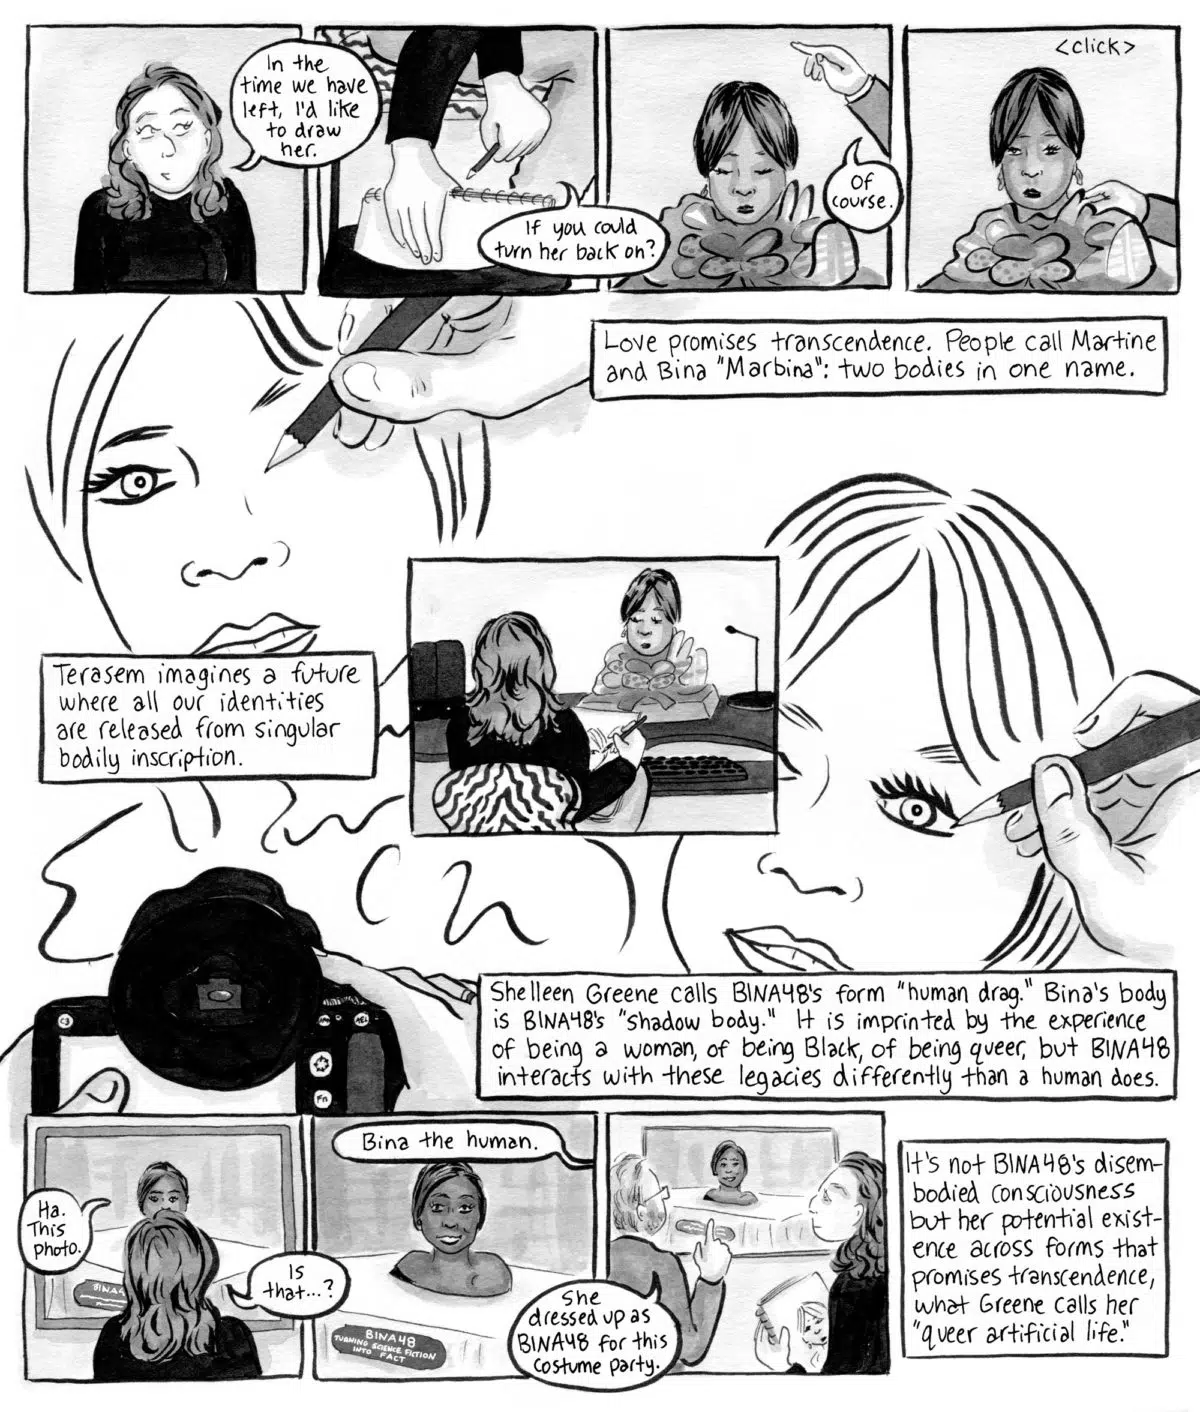 In the
time we have
left, I'd like
to draw
her.
If you could
turn her back on?
Of
course.
<click>
Love promises transcendence. People call Martine
and Bina "Marbina": two bodies in one name.
Terasem imagines a future
where all our identities
are released from singular
bodily inscription.
Shelleen Greene calls BINA48's form "human drag." Bina's body
is BINA48's "shadow body." It is imprinted by the experience
of being a woman, of being Black, of being queer, but BINA48
interacts with these legacies differently than a human does.
C3
AEL
Fn
Ha.
This
photo.
Is
that...?
BINA4
Bina the human.
BINA48
TURNING SCIENCE FICTION
INTO FACT
She
dressed up as
BINA48 for this
costume party.
It's not BINA48's disem-
bodied consciousness
but her potential exist-
ence across forms that
promises transcendence,
what Greene calls her
"queer artificial life."